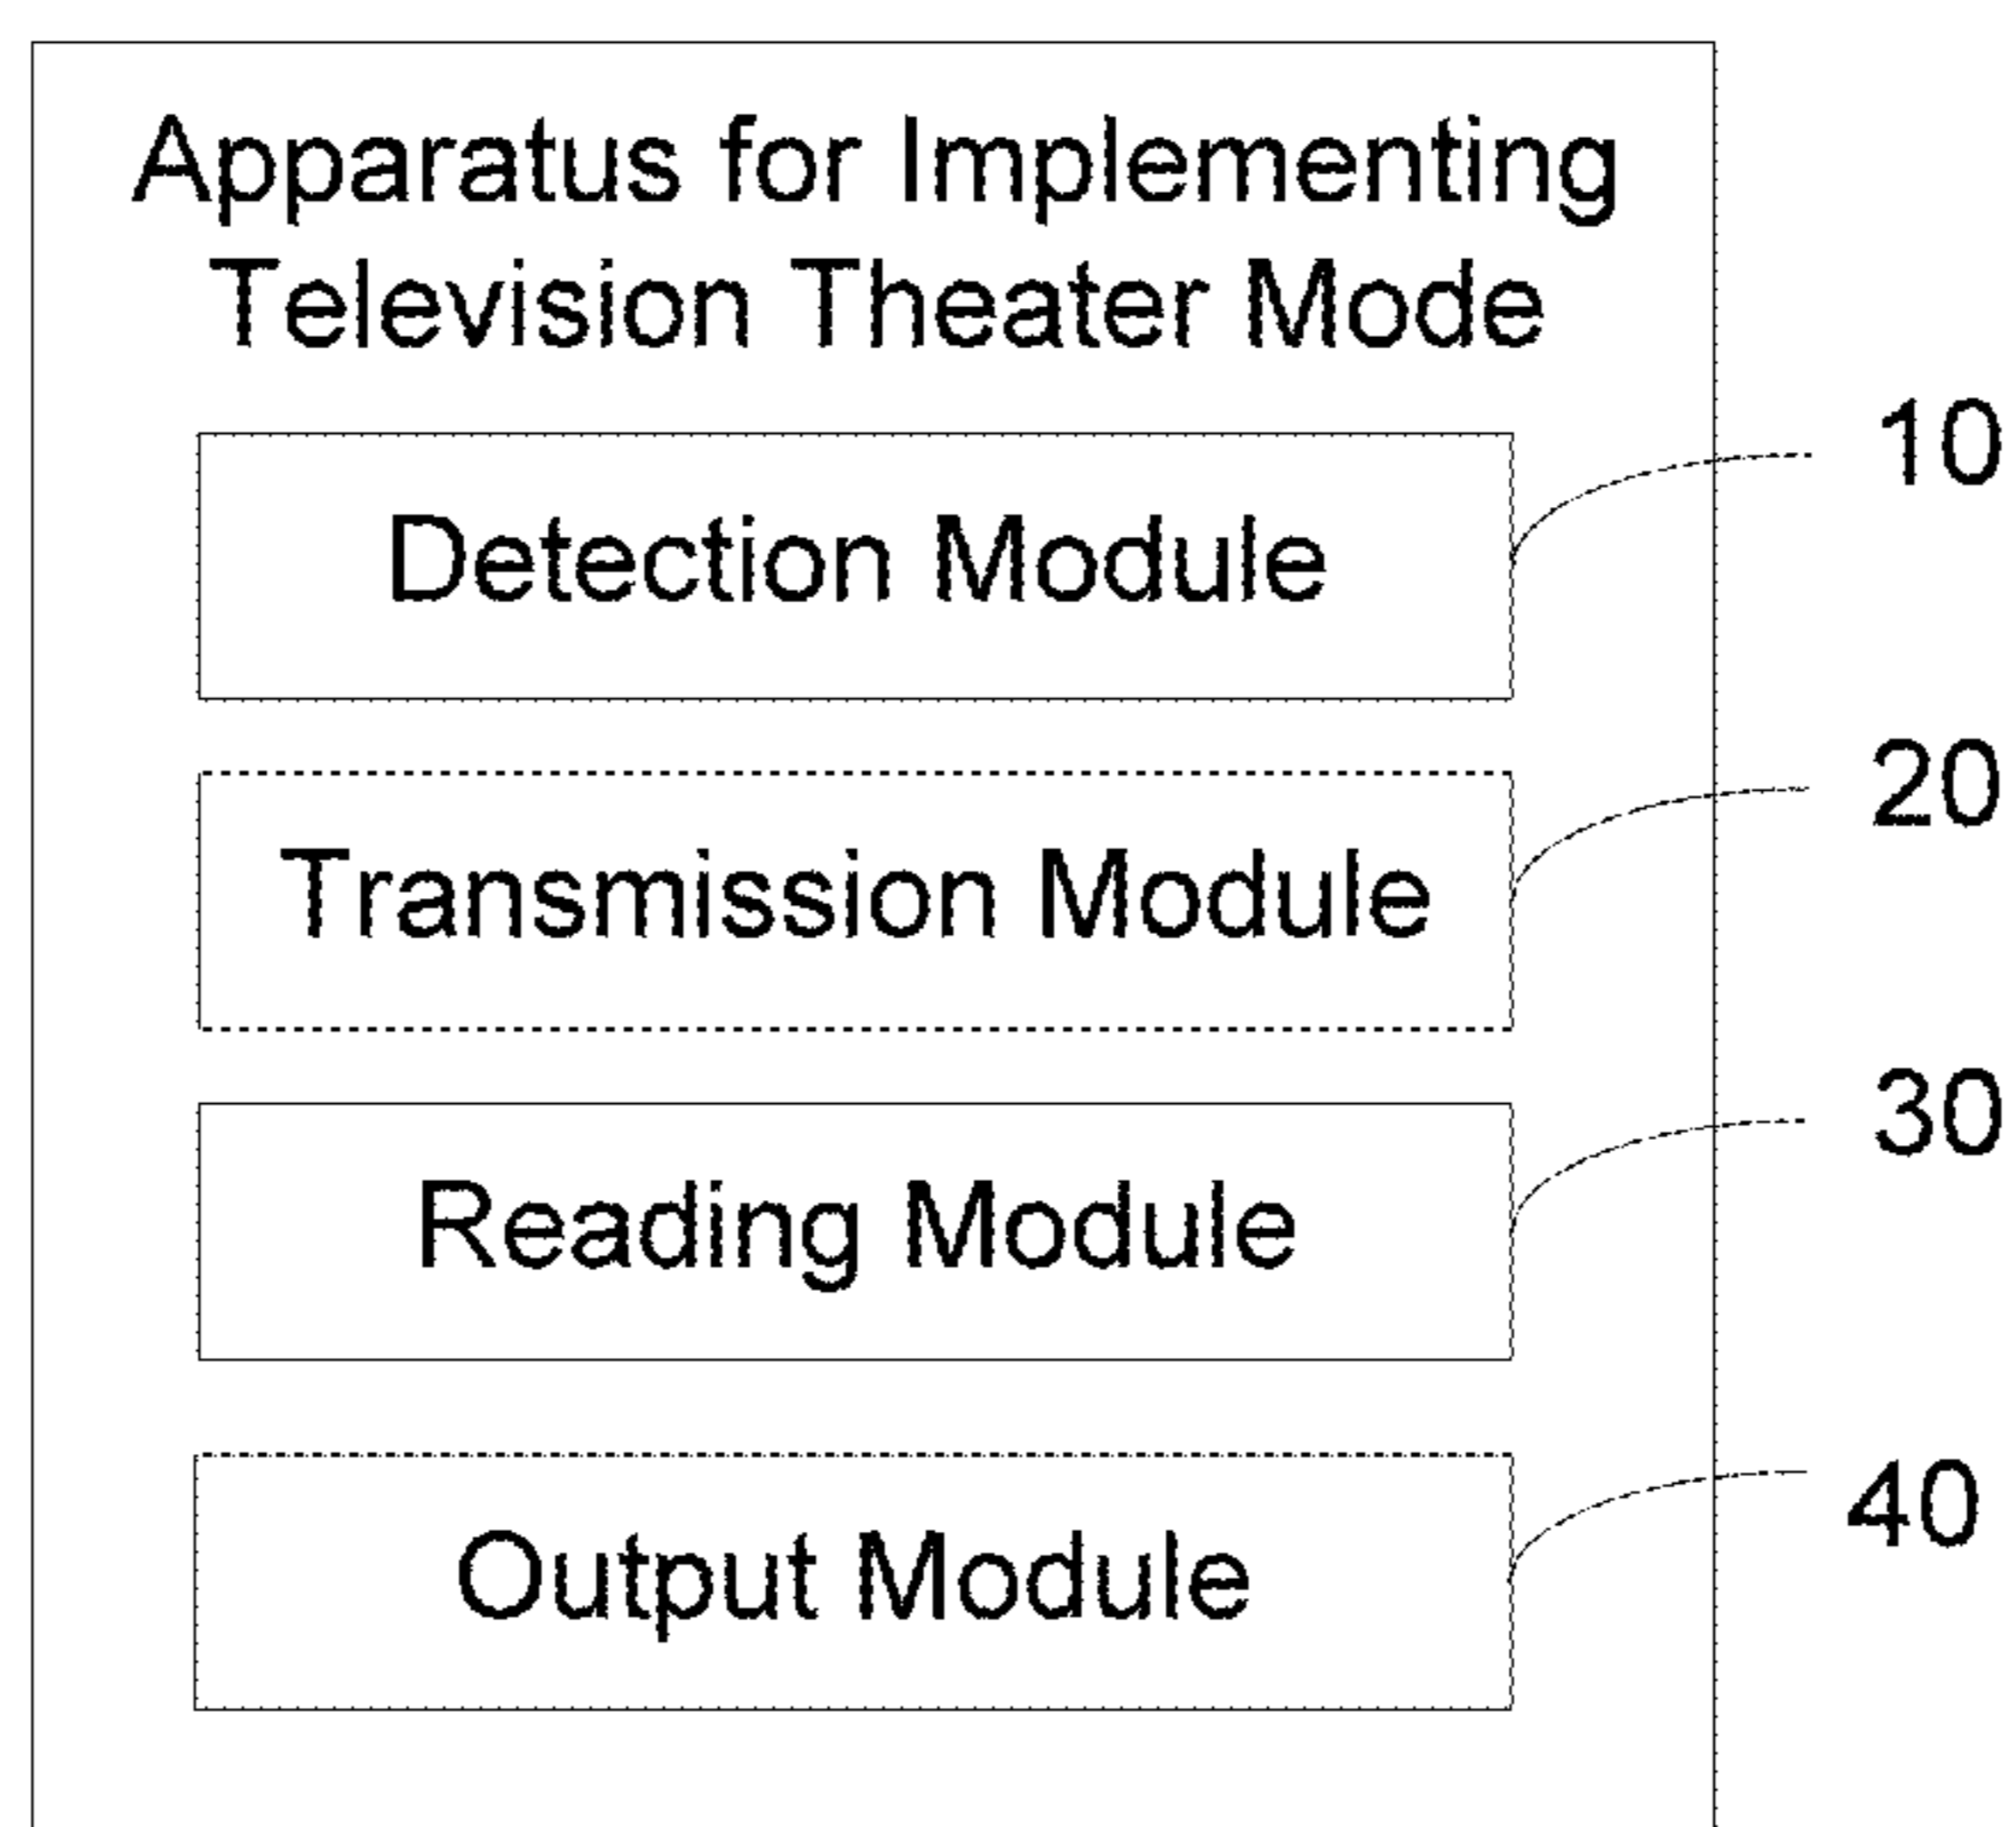 Apparatus for Implementing
Television Theater Mode
10
Detection Module
20
Transmission Module
30
Reading Module
40
Output Module